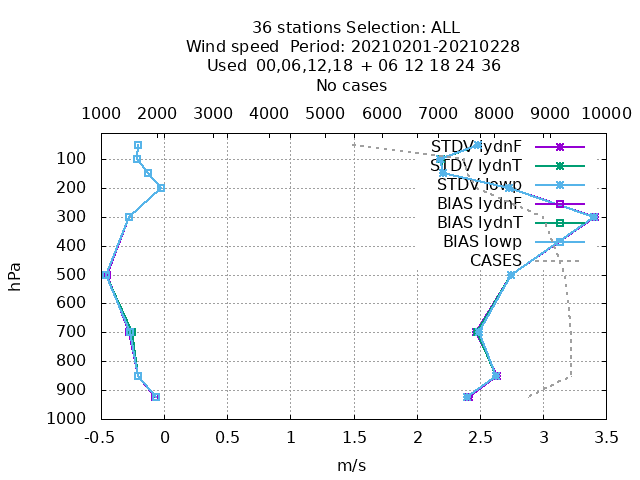 36 stations Selection: ALL
Wind speed  Period: 20210201-20210228
Used  00,06,12,18 + 06 12 18 24 36
No cases
1000 2000 3000 4000 5000 6000 7000 8000 9000 10000
STDV lydnF
STDV lydnT
STDV lowp
BIAS lydnF
BIAS lydnT
BIAS lowp
CASES
100
200
300
400
500
600
700
800
900
1000
hPa
-0.5 0 0.5 1 1.5 2 2.5 3 3.5
m/s